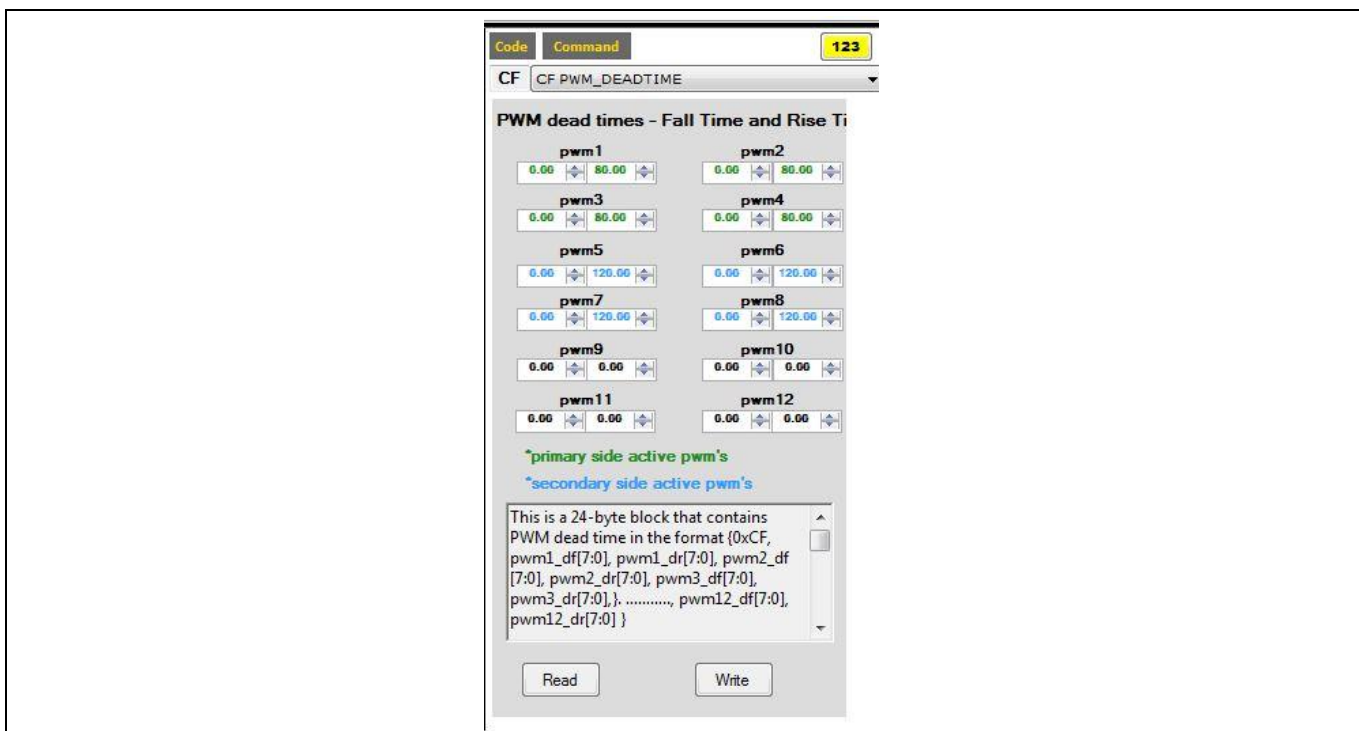 Code Command 123
CF CF PWM_DEADTIME
PWM dead times - Fall Time and Rise Ti
pwm1 pwm2
0.00 80.00 0.00 80.00
pwm3 pwm4
0.00 80.00 0.00 80.00
pwm5 pwm6
0.00 120.00 0.00 120.00
pwm7 pwm8
0.00 120.00 0.00 120.00
pwm9 pwm10
0.00 0.00 0.00 0.00
pwm11 pwm12
0.00 0.00 0.00 0.00
*primary side active pwm's
*secondary side active pwm's
This is a 24-byte block that contains
PWM dead time in the format {0xCF,
pwm1_df[7:0], pwm1_dr[7:0], pwm2_df
[7:0], pwm2_dr[7:0], pwm3_df[7:0],
pwm3_dr[7:0],}. ..........., pwm12_df[7:0],
pwm12_dr[7:0] }
Read Write